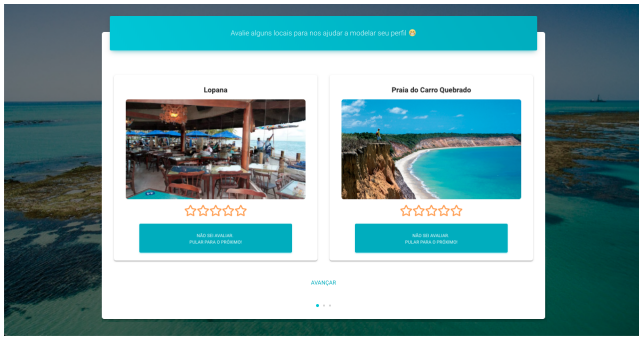 Avalie alguns locais para nos ajudar a modelar seu perfil
Lopana
Praia do Carro Quebrado
NÃO SEI AVALIAR
PULAR PARA O PRÓXIMO!
NÃO SEI AVALIAR
PULAR PARA O PRÓXIMO!
AVANÇAR